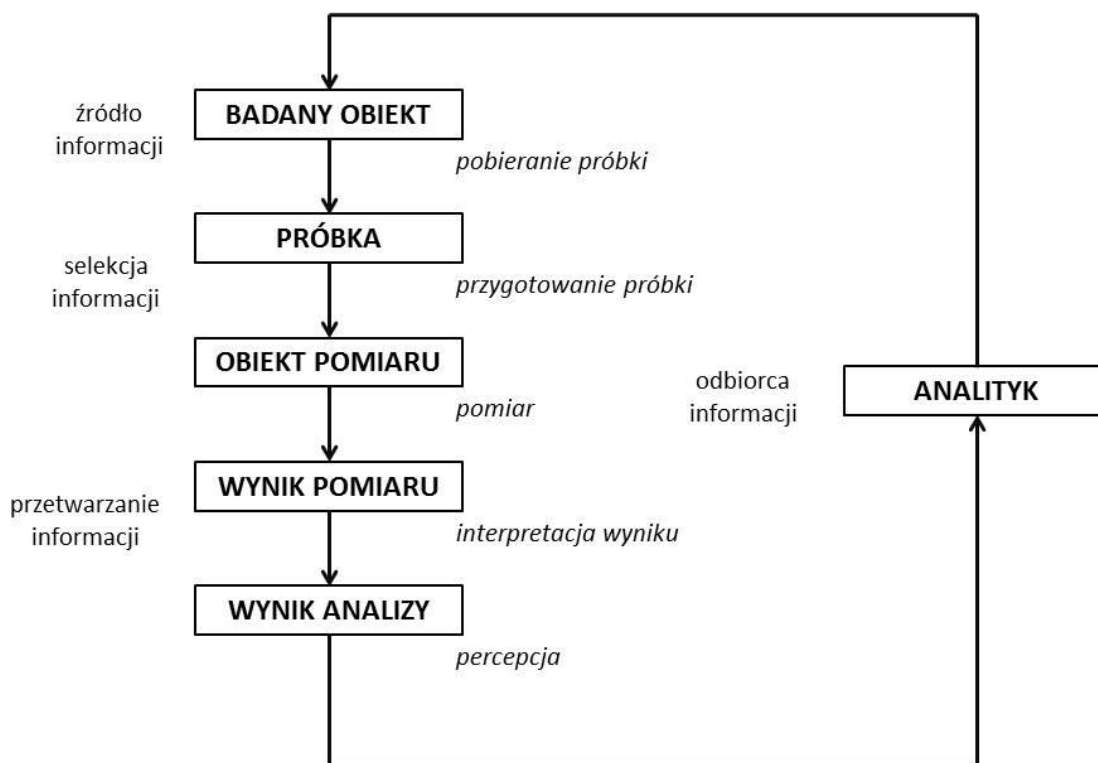 źródło
informacji
BADANY OBIEKT
pobieranie próbki
PRÓBKA
selekcja
informacji
przygotowanie próbki
OBIEKT POMIARU
pomiar
odbiorca
informacji
ANALITYK
WYNIK POMIARU
przetwarzanie
informacji
interpretacja wyniku
WYNIK ANALIZY
percepcja